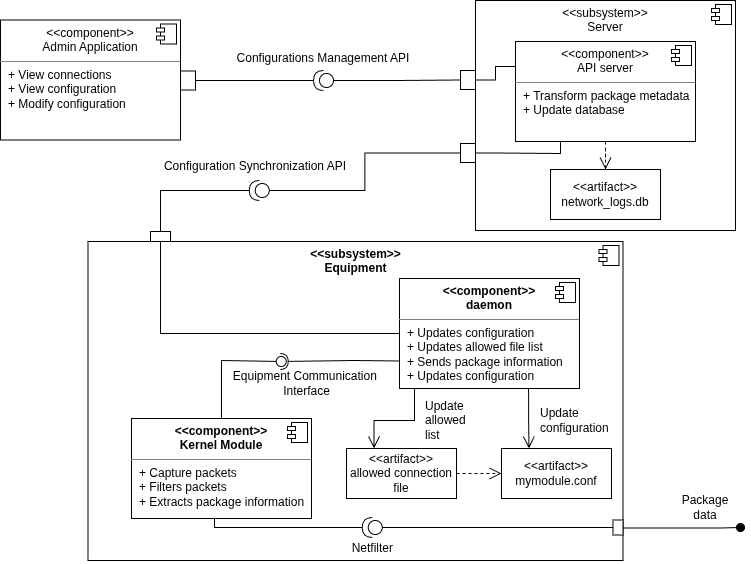 <<component>>
Admin Application
+ View connections
+ View configuration
+ Modify configuration
Configurations Management API
<<subsystem>>
Server
<<component>>
API server
+ Transform package metadata
+ Update database
<<artifact>>
network_logs.db
Configuration Synchronization API
<<subsystem>>
Equipment
<<component>>
daemon
+ Updates configuration
+ Updates allowed file list
+ Sends package information
+ Updates configuration
Equipment Communication
Interface
<<component>>
Kernel Module
+ Capture packets
+ Filters packets
+ Extracts package information
Update
allowed
list
Update
configuration
<<artifact>>
allowed connection
file
<<artifact>>
mymodule.conf
Netfilter
Package
data